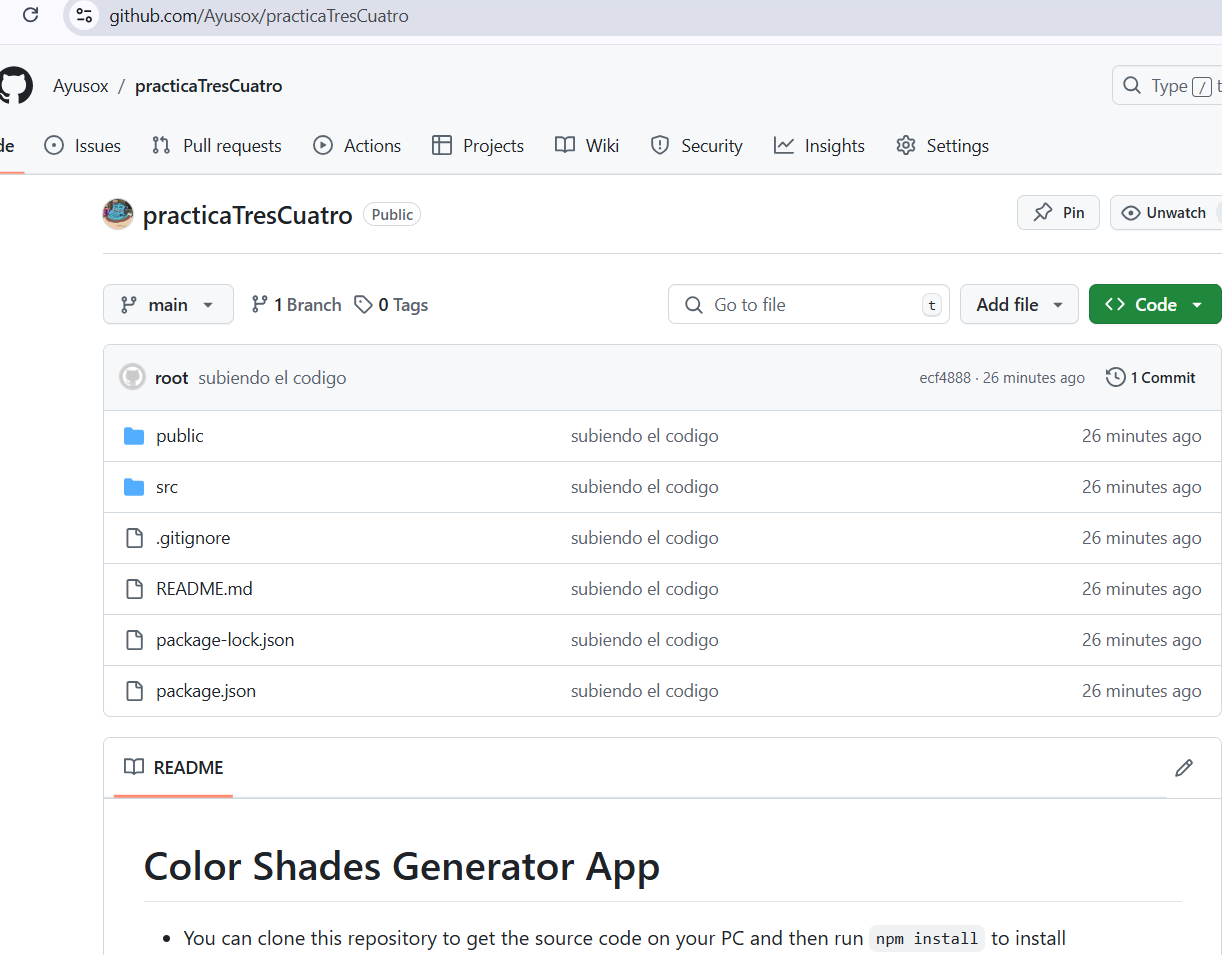 github.com/Ayusox/practicaTresCuatro
Ayusox / practicaTresCuatro
Type / t
de Issues Pull requests Actions Projects Wiki Security Insights Settings
practicaTresCuatro Public Pin Unwatch
main 1 Branch 0 Tags Go to file t Add file Code
root subiendo el codigo ecf4888 · 26 minutes ago 1 Commit
public subiendo el codigo 26 minutes ago
src subiendo el codigo 26 minutes ago
.gitignore subiendo el codigo 26 minutes ago
README.md subiendo el codigo 26 minutes ago
package-lock.json subiendo el codigo 26 minutes ago
package.json subiendo el codigo 26 minutes ago
README
Color Shades Generator App
• You can clone this repository to get the source code on your PC and then run npm install to install